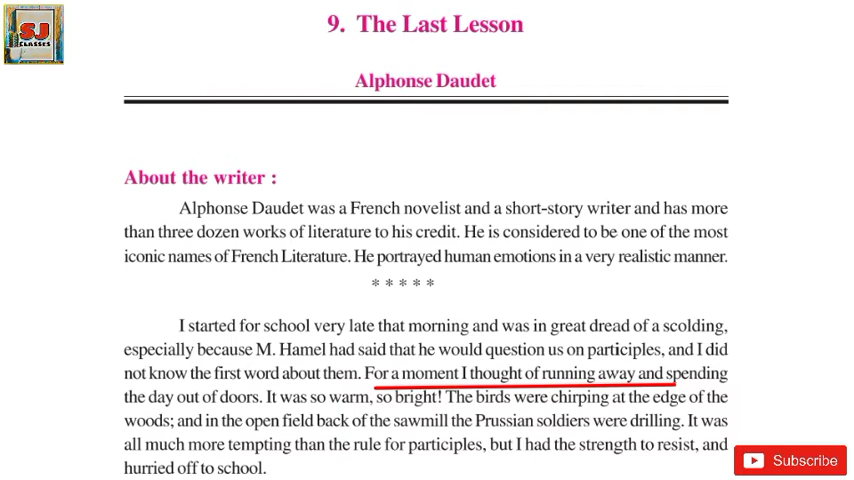 SJ
CLASSES
9. The Last Lesson
Alphonse Daudet
About the writer :
Alphonse Daudet was a French novelist and a short-story writer and has more
than three dozen works of literature to his credit. He is considered to be one of the most
iconic names of French Literature. He portrayed human emotions in a very realistic manner.
* * * * *
I started for school very late that morning and was in great dread of a scolding,
especially because M. Hamel had said that he would question us on participles, and I did
not know the first word about them. For a moment I thought of running away and spending
the day out of doors. It was so warm, so bright! The birds were chirping at the edge of the
woods; and in the open field back of the sawmill the Prussian soldiers were drilling. It was
all much more tempting than the rule for participles, but I had the strength to resist, and
hurried off to school.
Subscribe